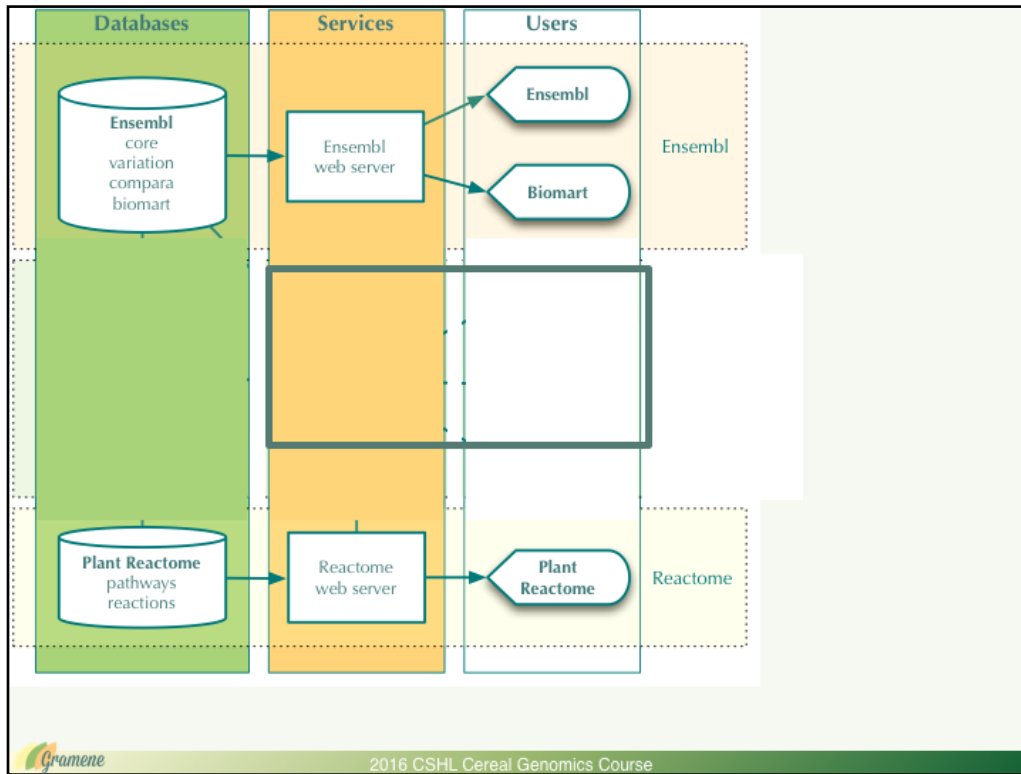 Databases
Services
Users
Ensembl
core
variation
compara
biomart
Ensembl
web server
Ensembl
Biomart
Ensembl
Plant Reactome
pathways
reactions
Reactome
web server
Plant
Reactome
Reactome
Gramene
2016 CSHL Cereal Genomics Course